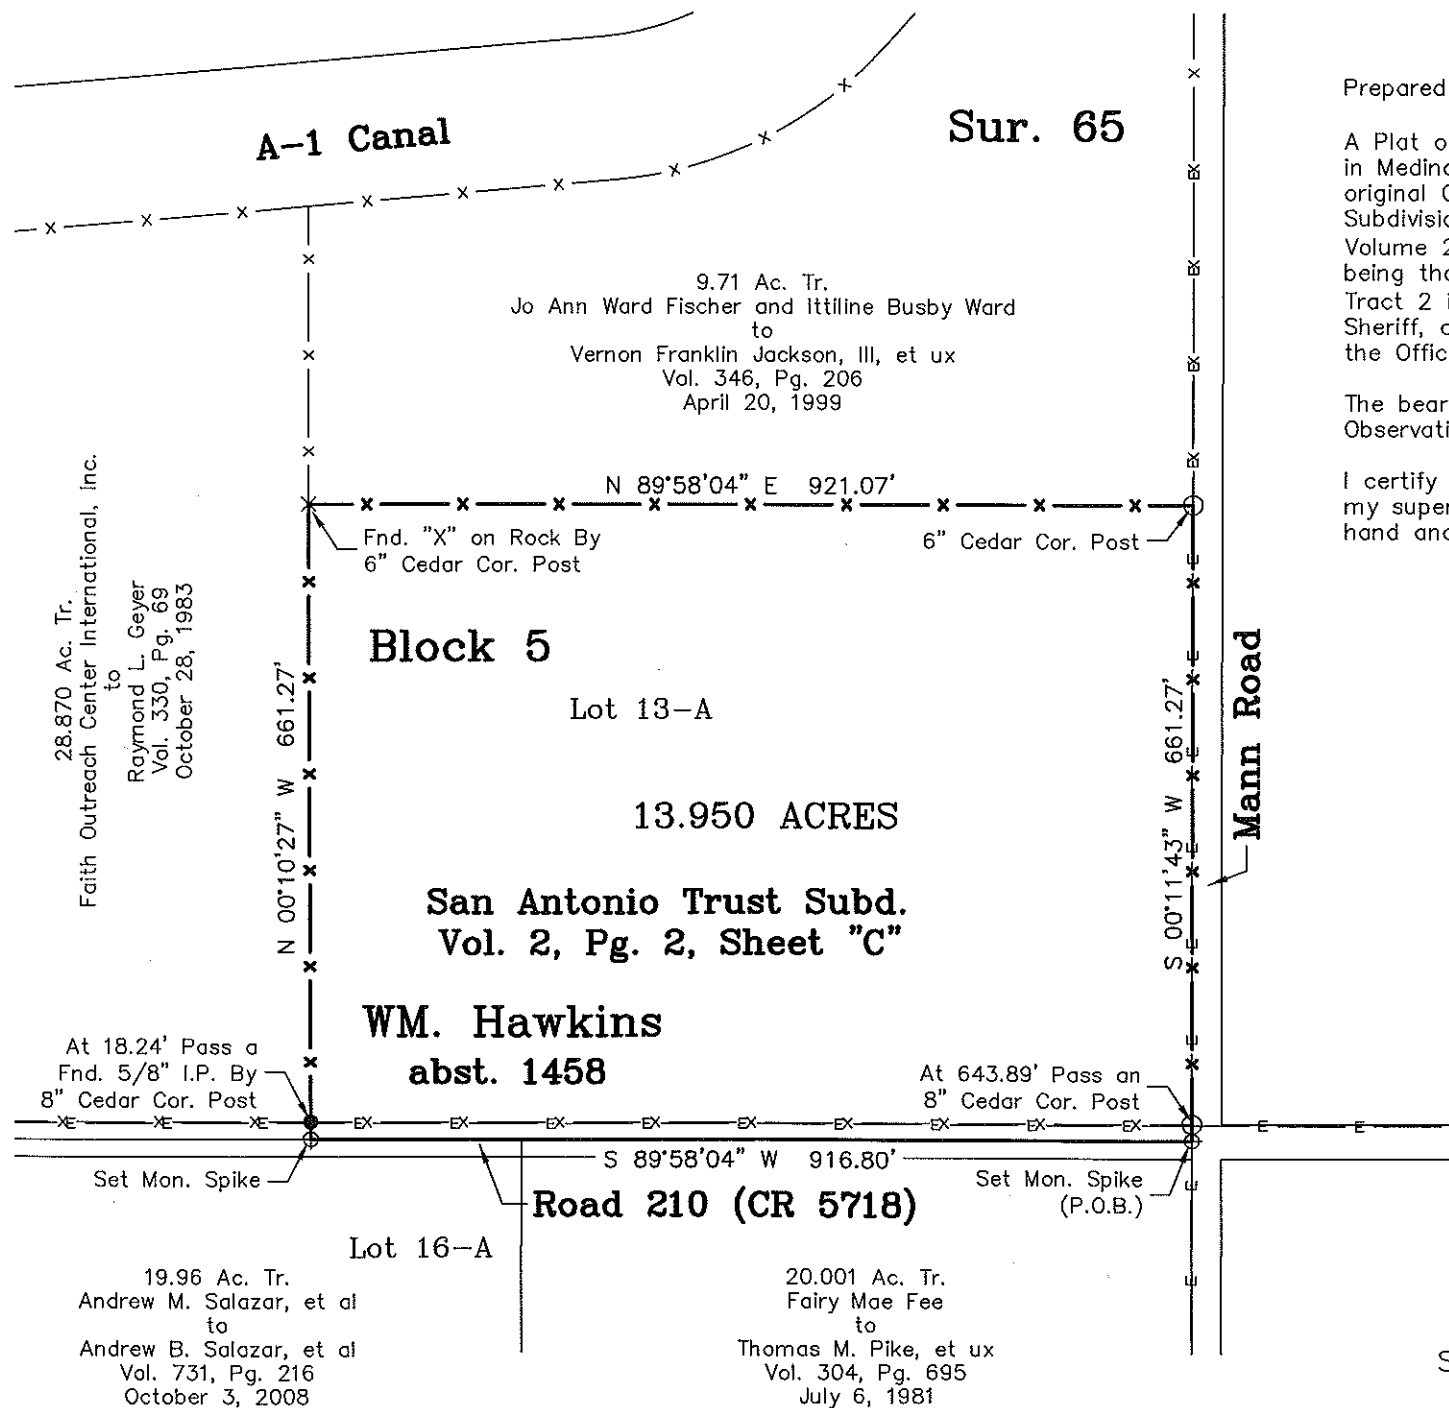 A-1 Canal
Sur. 65
9.71 Ac. Tr.
Jo Ann Ward Fischer and Ittiline Busby Ward
to
Vernon Franklin Jackson, III, et ux
Vol. 346, Pg. 206
April 20, 1999
N 89°58'04" E 921.07'
Fnd. "X" on Rock By
6" Cedar Cor. Post
6" Cedar Cor. Post
28.870 Ac. Tr.
Faith Outreach Center International, Inc.
to
Raymond L. Geyer
Vol. 330, Pg. 69
October 28, 1983
N 00°10'27" W 661.27'
Block 5
Lot 13-A
13.950 ACRES
San Antonio Trust Subd.
Vol. 2, Pg. 2, Sheet "C"
WM. Hawkins
abst. 1458
S 00°11'43" W 661.27'
Mann Road
At 18.24' Pass a
Fnd. 5/8" I.P. By
8" Cedar Cor. Post
At 643.89' Pass an
8" Cedar Cor. Post
Set Mon. Spike
S 89°58'04" W 916.80'
Set Mon. Spike
(P.O.B.)
Road 210 (CR 5718)
Lot 16-A
19.96 Ac. Tr.
Andrew M. Salazar, et al
to
Andrew B. Salazar, et al
Vol. 731, Pg. 216
October 3, 2008
20.001 Ac. Tr.
Fairy Mae Fee
to
Thomas M. Pike, et ux
Vol. 304, Pg. 695
July 6, 1981
Prepared
A Plat o
in Medina
original
Subdivisio
Volume 2
being tha
Tract 2 i
Sheriff,
the Offic
The bear
Observati
I certify
my super
hand and
S